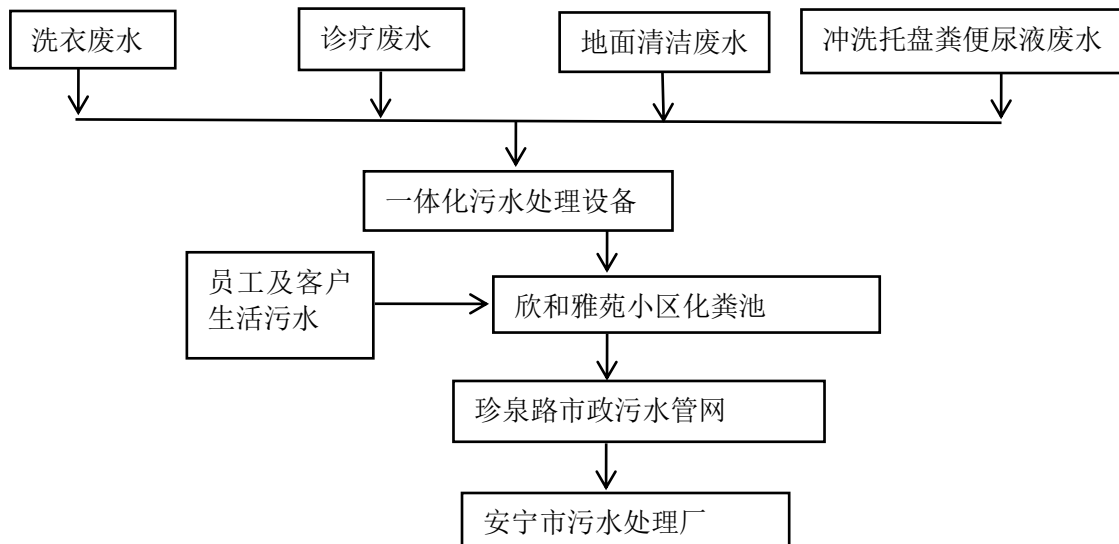 洗衣废水
诊疗废水
地面清洁废水
冲洗托盘粪便尿液废水
一体化污水处理设备
员工及客户
生活污水
欣和雅苑小区化粪池
珍泉路市政污水管网
安宁市污水处理厂